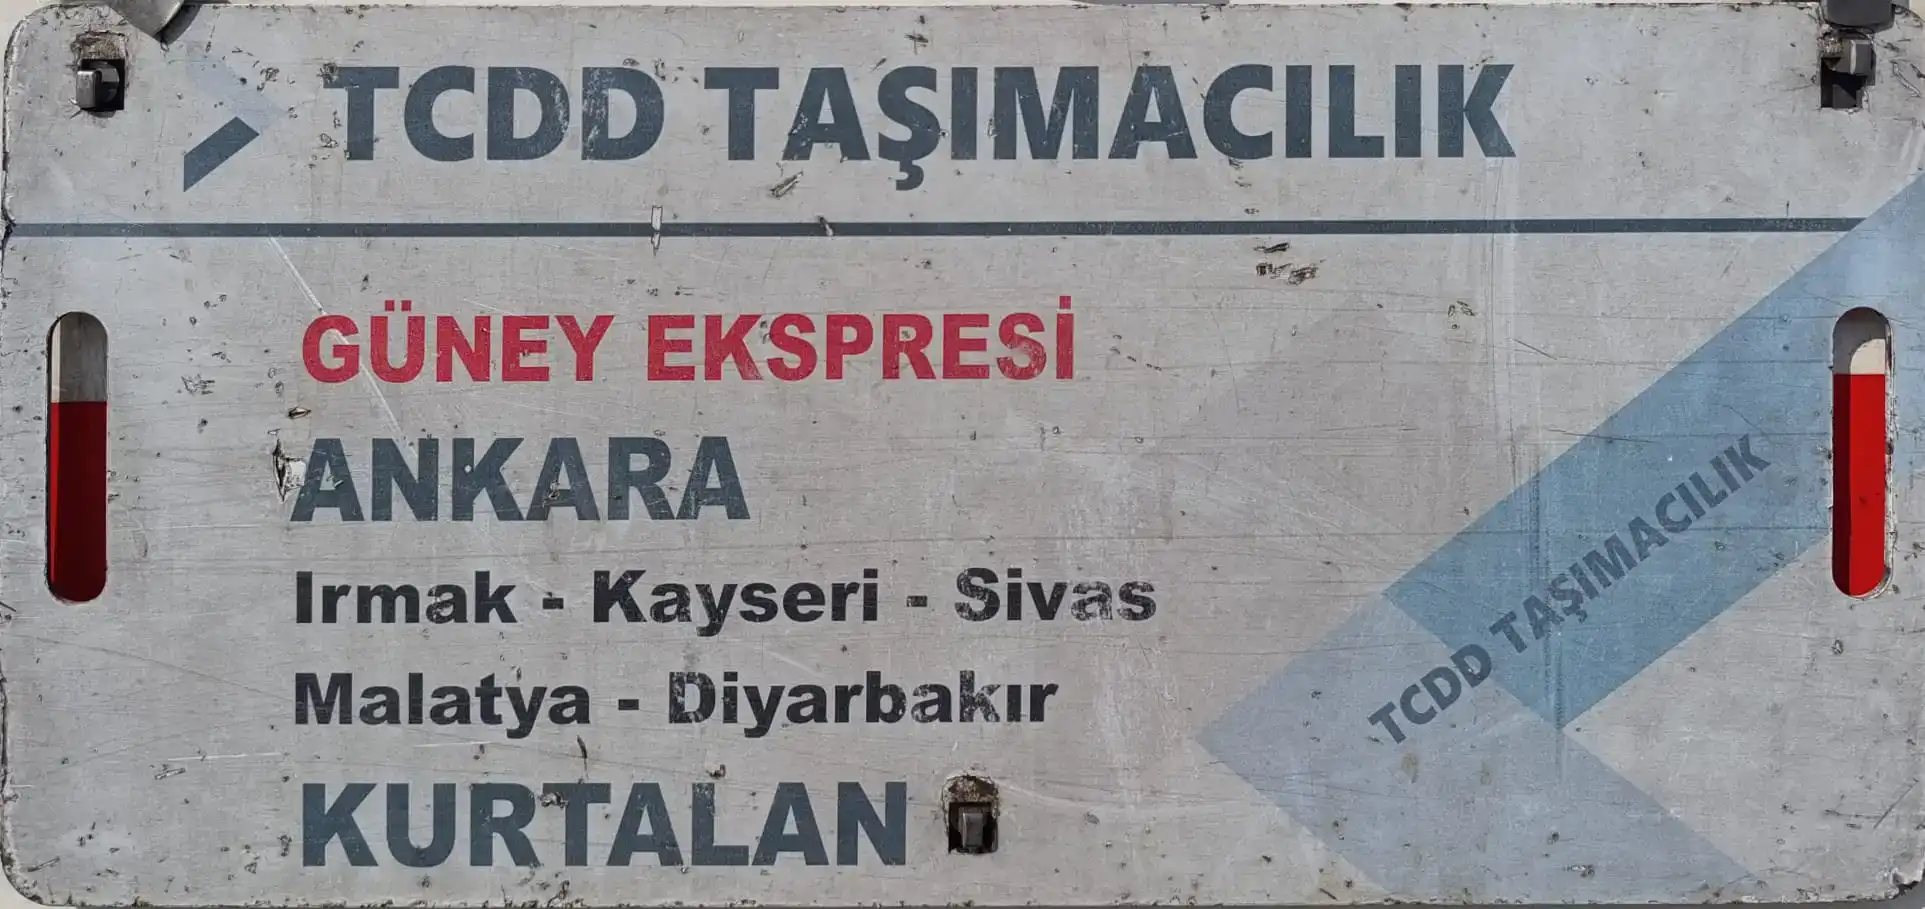 TCDD TAŞIMACILIK
GÜNEY EKSPRESİ
ANKARA
Irmak - Kayseri - Sivas
Malatya - Diyarbakır
KURTALAN
TCDD TAŞIMACILIK